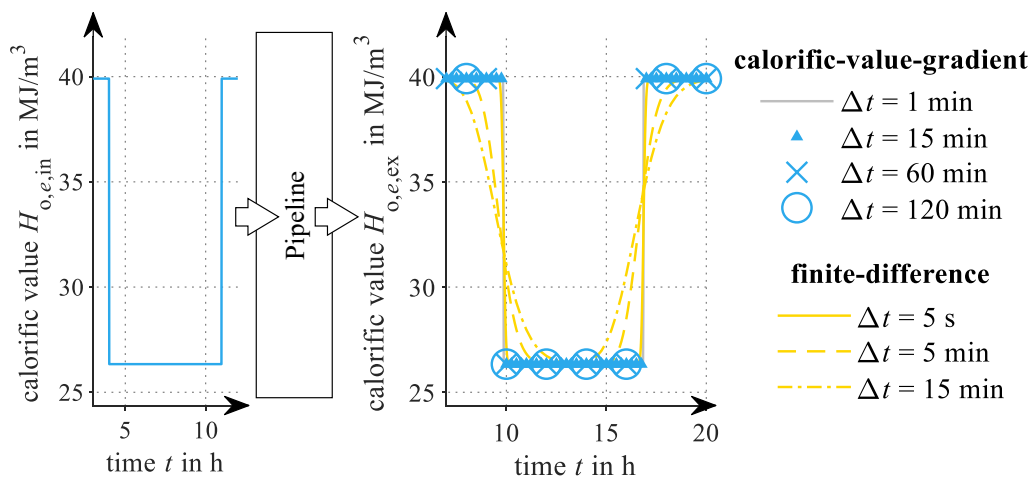 calorific value H_o,e,in in MJ/m³
40
35
30
25
5
10
time t in h
Pipeline
calorific value H_o,e,ex in MJ/m³
40
35
30
25
10
15
20
time t in h
calorific-value-gradient
Δt = 1 min
Δt = 15 min
Δt = 60 min
Δt = 120 min
finite-difference
Δt = 5 s
Δt = 5 min
Δt = 15 min